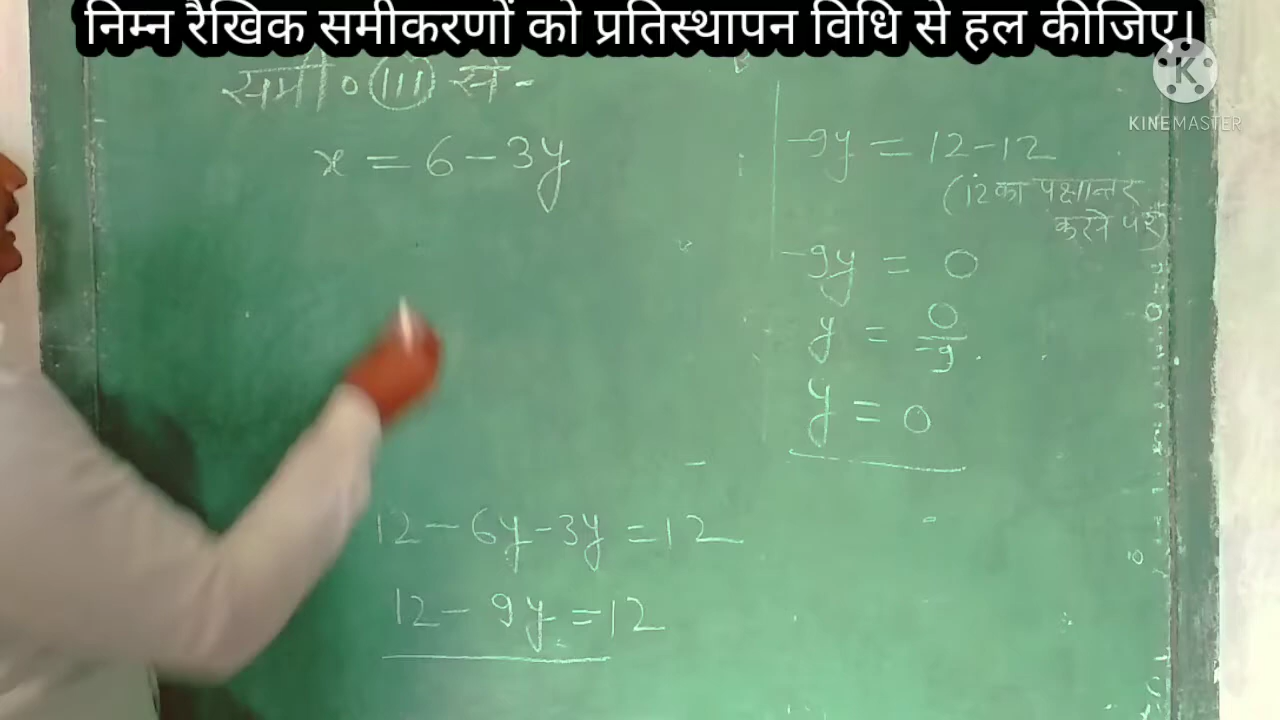 निम्न रैखिक समीकरणों को प्रतिस्थापन विधि से हल कीजिए।
K
KINEMASTER
समी० (III) से-
x = 6 - 3y
12 - 6y - 3y = 12
12 - 9y = 12
-9y = 12 - 12
(12 का पक्षान्तर
करने पर)
-9y = 0
y = 0/-9
y = 0